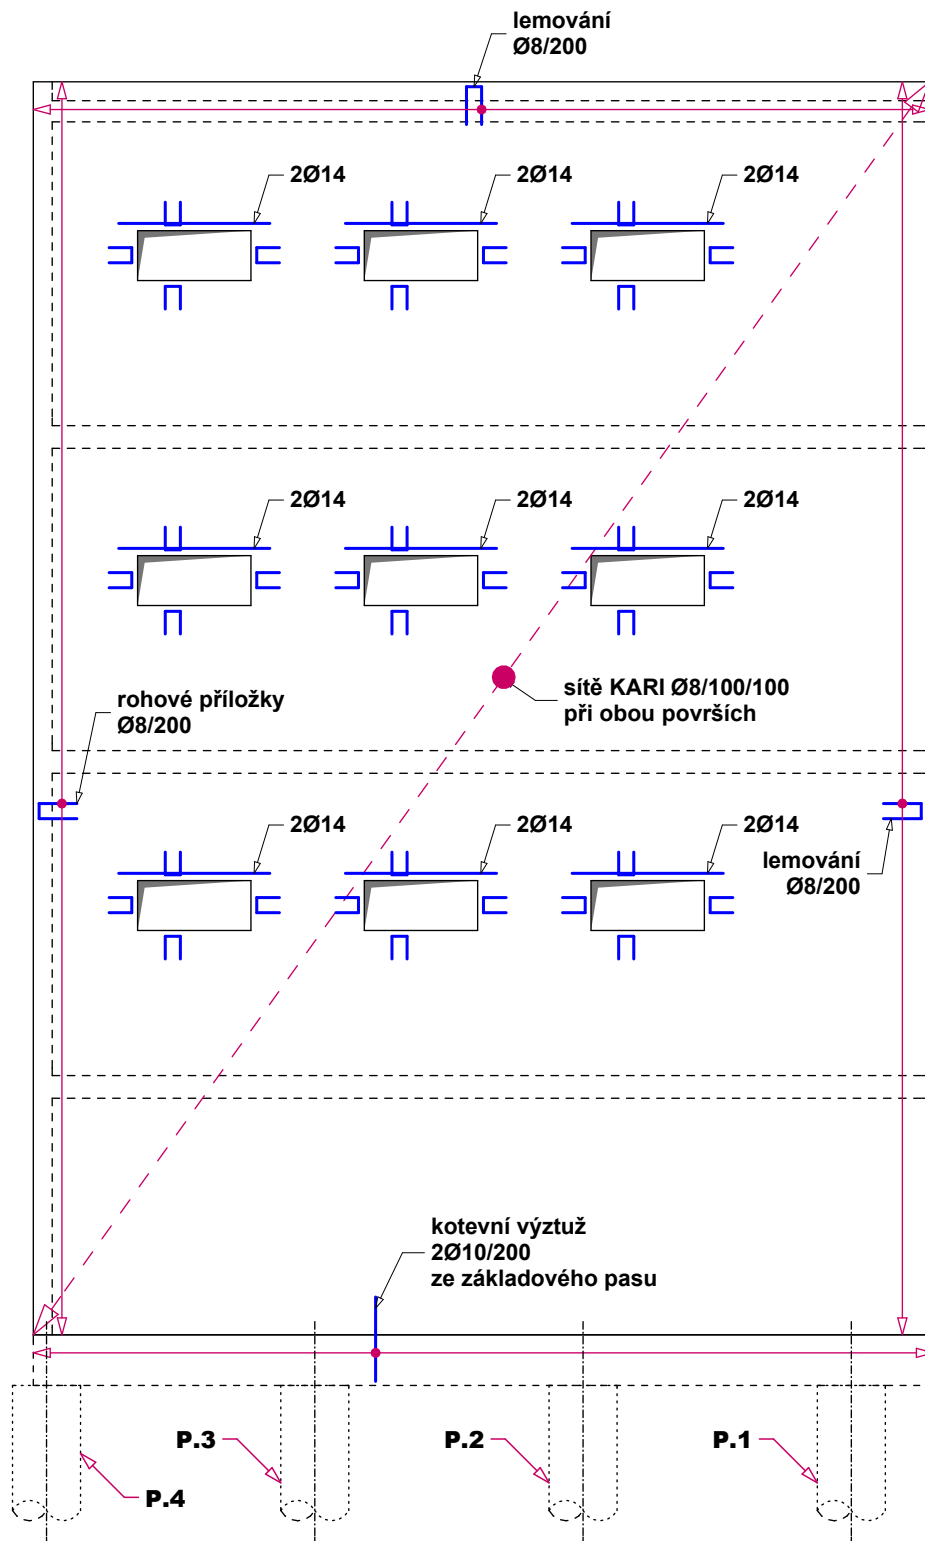 lemování
Ø8/200
2Ø14
2Ø14
2Ø14
2Ø14
2Ø14
2Ø14
sítě KARI Ø8/100/100
při obou površích
rohové příložky
Ø8/200
2Ø14
2Ø14
2Ø14
lemování
Ø8/200
kotevní výztuž
2Ø10/200
ze základového pasu
P.3
P.2
P.1
P.4